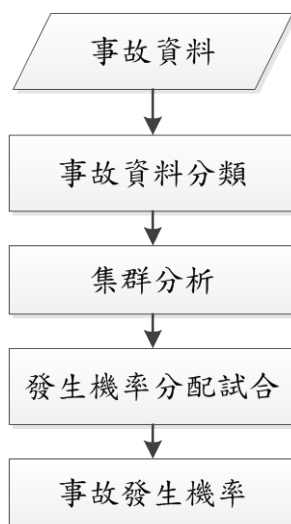 事故資料
事故資料分類
集群分析
發生機率分配試合
事故發生機率